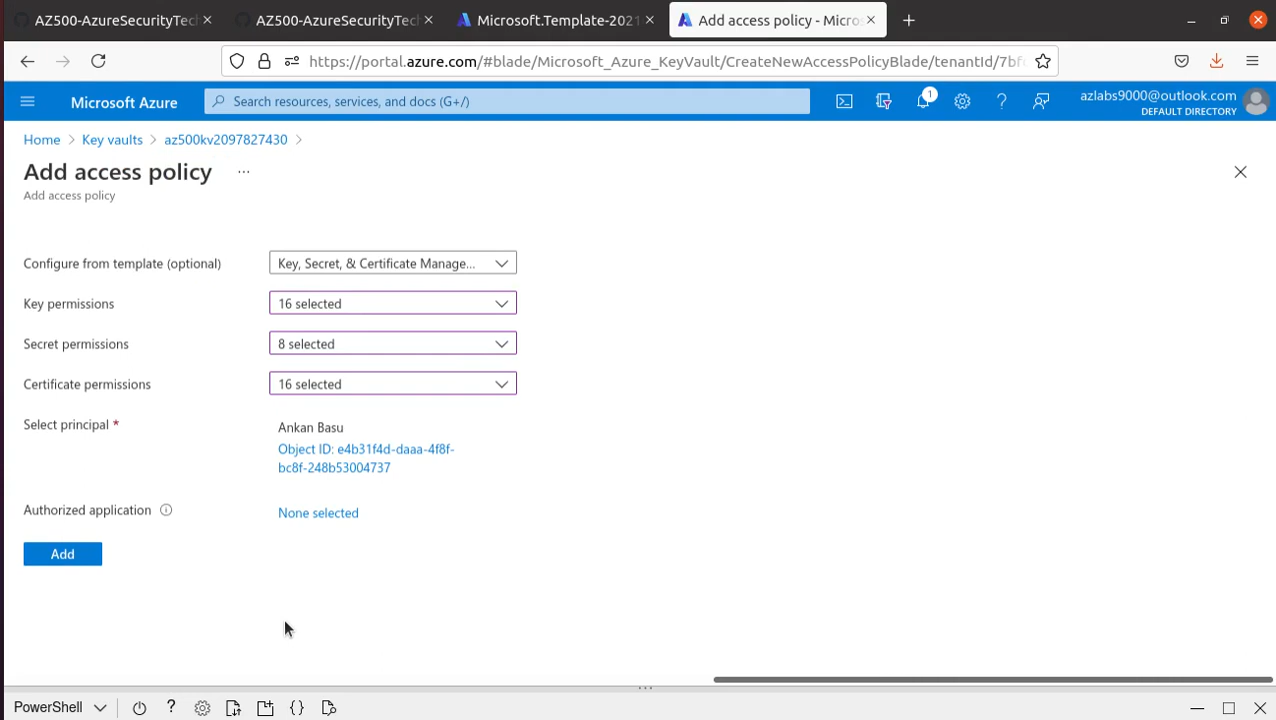 AZ500-AzureSecurityTech
AZ500-AzureSecurityTech
Microsoft.Template-2021
Add access policy - Micros
https://portal.azure.com/#blade/Microsoft_Azure_KeyVault/CreateNewAccessPolicyBlade/tenantId/7bf
Microsoft Azure
Search resources, services, and docs (G+/)
1
azlabs9000@outlook.com
DEFAULT DIRECTORY
Home > Key vaults > az500kv2097827430 >
Add access policy ...
Add access policy
Configure from template (optional)
Key, Secret, & Certificate Manage...
Key permissions
16 selected
Secret permissions
8 selected
Certificate permissions
16 selected
Select principal *
Ankan Basu
Object ID: e4b31f4d-daaa-4f8f-
bc8f-248b53004737
Authorized application
None selected
Add
PowerShell